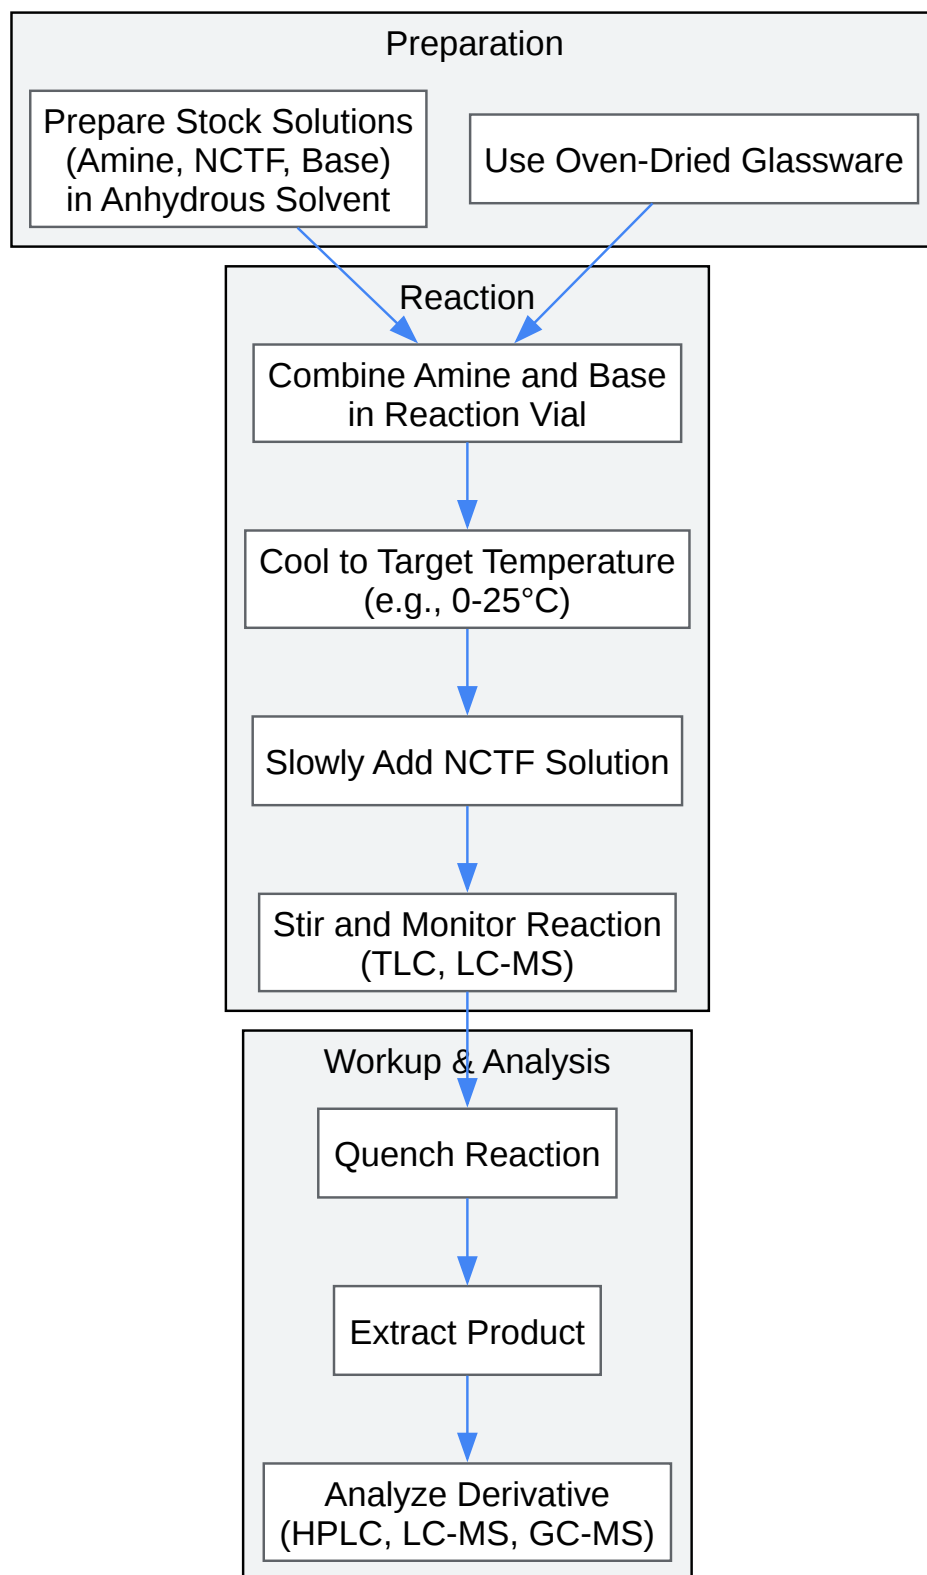 Preparation
Prepare Stock Solutions
(Amine, NCTF, Base)
in Anhydrous Solvent
Use Oven-Dried Glassware
Reaction
Combine Amine and Base
in Reaction Vial
Cool to Target Temperature
(e.g., 0-25°C)
Slowly Add NCTF Solution
Stir and Monitor Reaction
(TLC, LC-MS)
Workup & Analysis
Quench Reaction
Extract Product
Analyze Derivative
(HPLC, LC-MS, GC-MS)